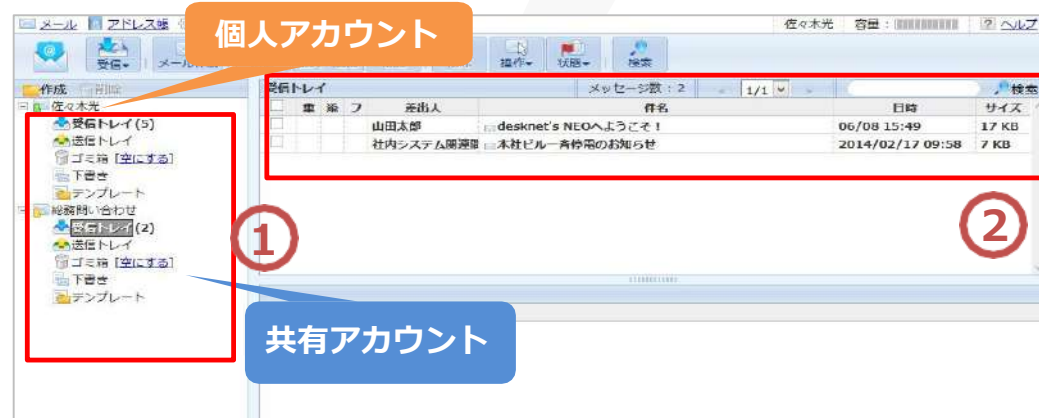 メール アドレス帳
佐々木光 容量： ? ヘルプ
個人アカウント
受信 操作 状態 検索
作成 削除
受信トレイ メッセージ数：2 1/1 検索
佐々木光
重 添 フ 差出人 件名 日時 サイズ
受信トレイ (5)
山田太郎 desknet's NEOへようこそ！ 06/08 15:49 17 KB
送信トレイ
社内システム関連 本社ビル一斉停電のお知らせ 2014/02/17 09:58 7 KB
ゴミ箱 [空にする]
下書き
テンプレート
総務問い合わせ
受信トレイ (2)
①
②
送信トレイ
ゴミ箱 [空にする]
下書き
テンプレート
共有アカウント